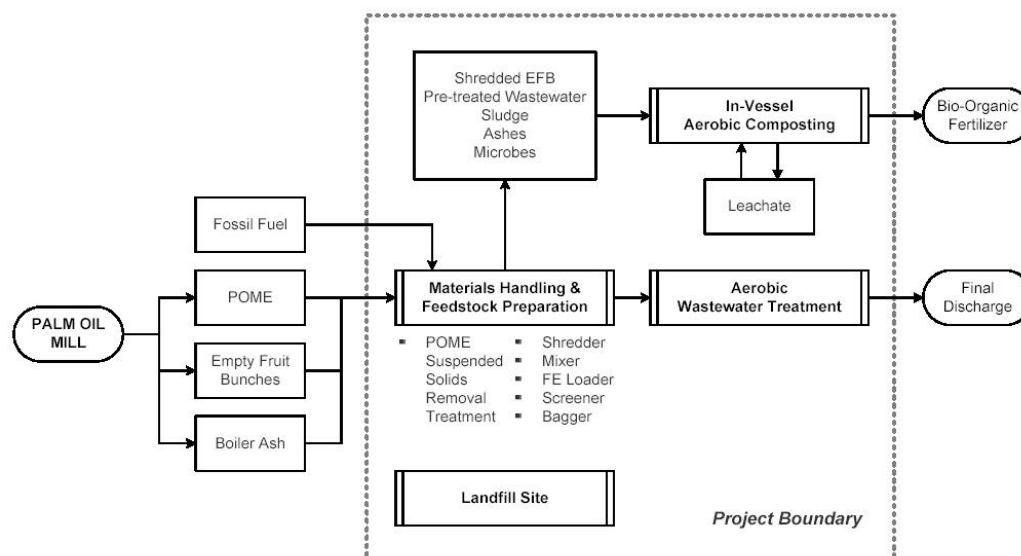 Shredded EFB
Pre-treated Wastewater
Sludge
Ashes
Microbes
In-Vessel
Aerobic Composting
Bio-Organic
Fertilizer
Leachate
Fossil Fuel
POME
PALM OIL
MILL
Empty Fruit
Bunches
Boiler Ash
Materials Handling &
Feedstock Preparation
Aerobic
Wastewater Treatment
Final
Discharge
POME
Suspended
Solids
Removal
Treatment
Shredder
Mixer
FE Loader
Screener
Bagger
Landfill Site
Project Boundary